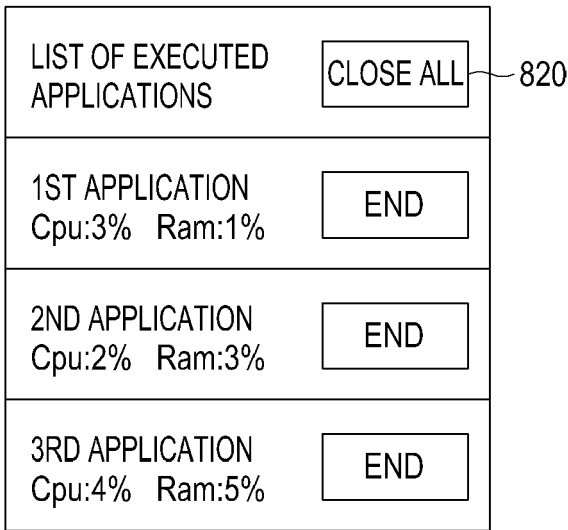 LIST OF EXECUTED
APPLICATIONS
CLOSE ALL
820
1ST APPLICATION
Cpu:3% Ram:1%
END
2ND APPLICATION
Cpu:2% Ram:3%
END
3RD APPLICATION
Cpu:4% Ram:5%
END